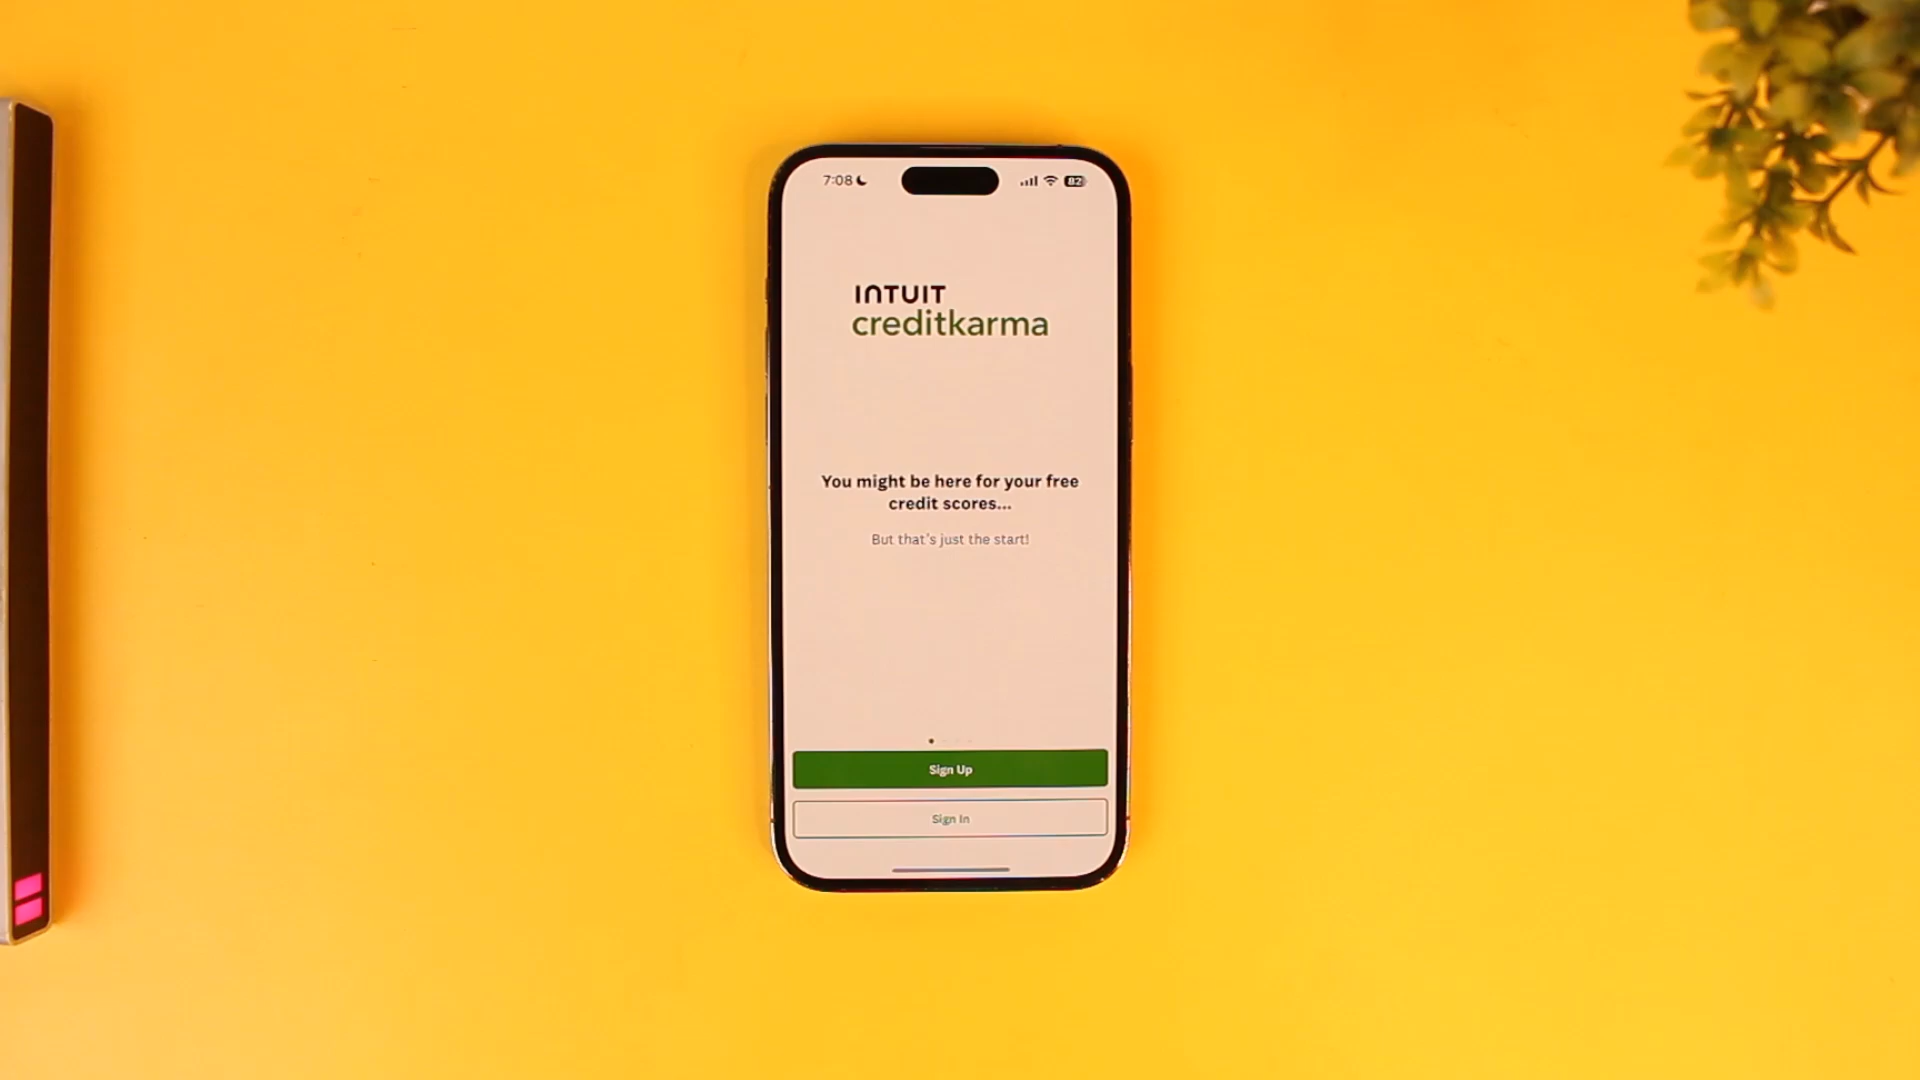 7:08
82
INTUIT
creditkarma
You might be here for your free
credit scores...
But that's just the start!
Sign Up
Sign In